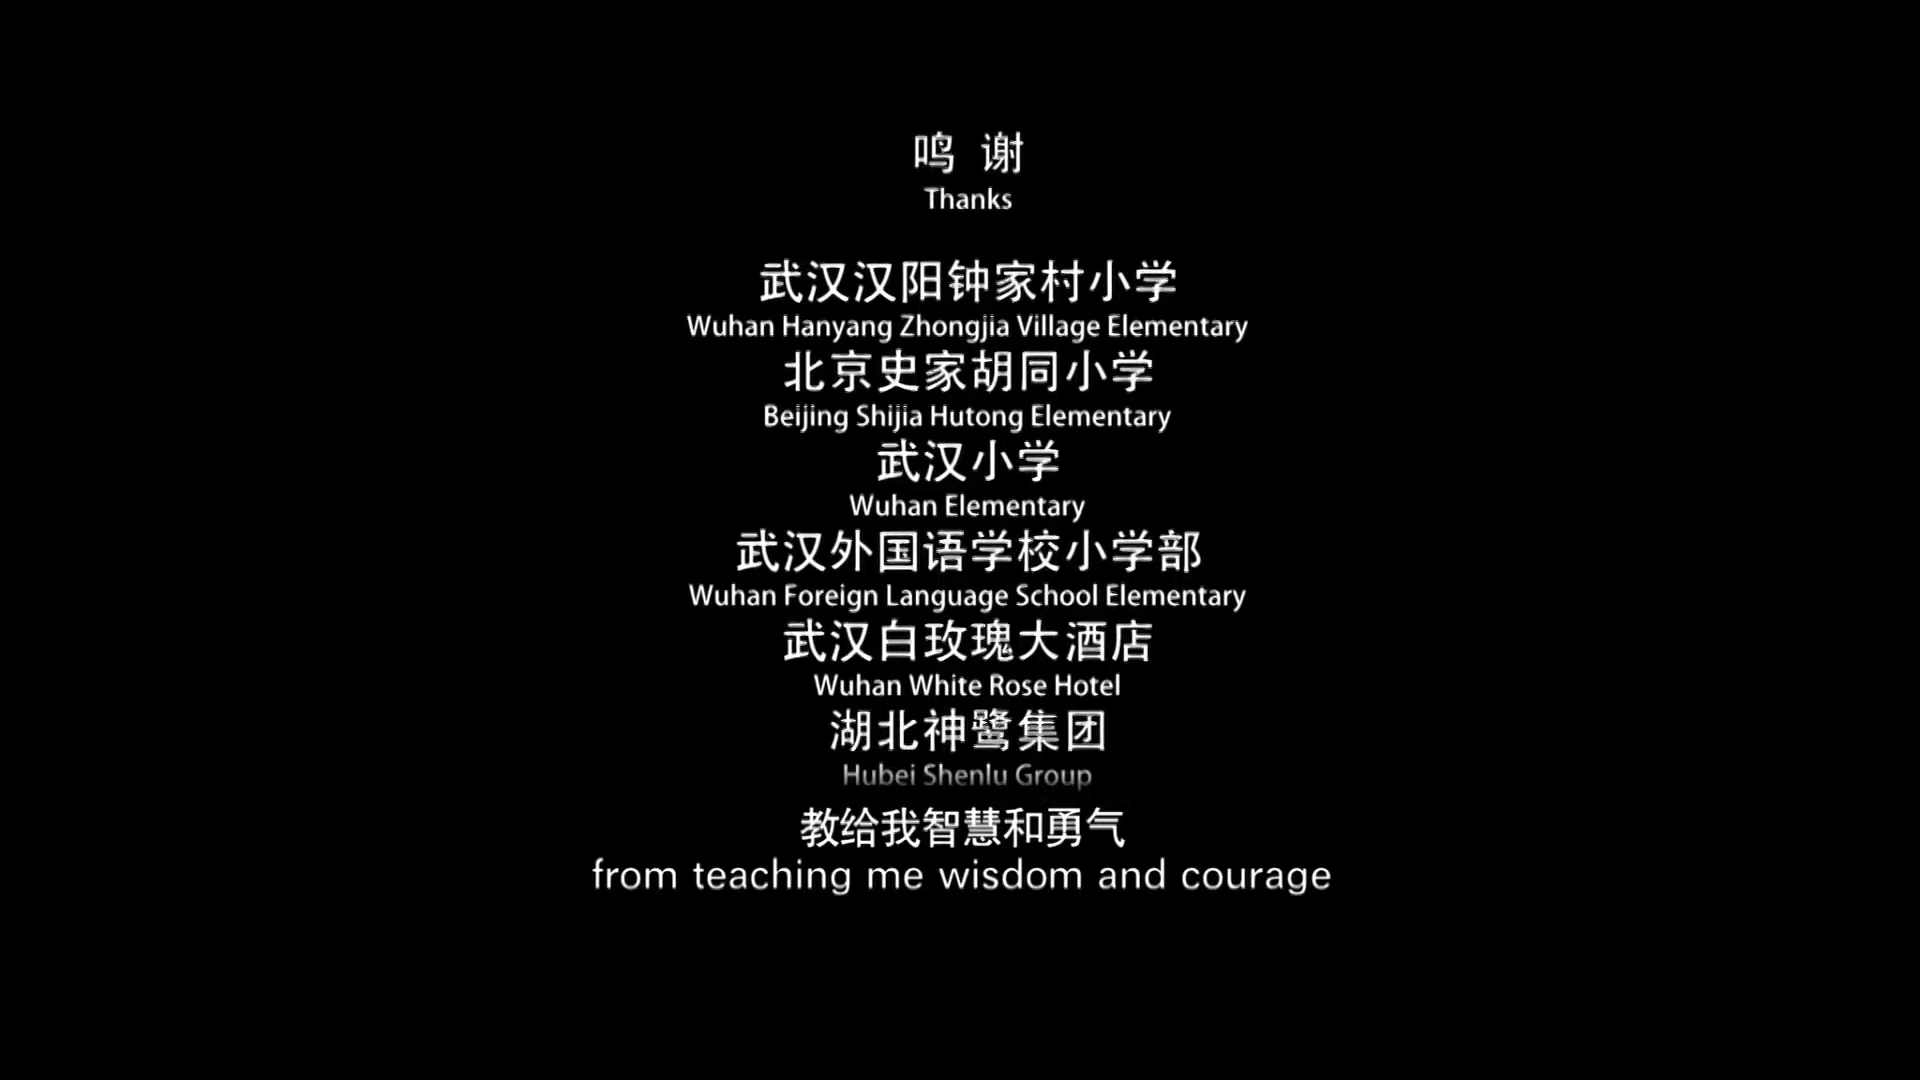 鸣 谢
Thanks
武汉汉阳钟家村小学
Wuhan Hanyang Zhongjia Village Elementary
北京史家胡同小学
Beijing Shijia Hutong Elementary
武汉小学
Wuhan Elementary
武汉外国语学校小学部
Wuhan Foreign Language School Elementary
武汉白玫瑰大酒店
Wuhan White Rose Hotel
湖北神鹭集团
Hubei Shenlu Group
教给我智慧和勇气
from teaching me wisdom and courage